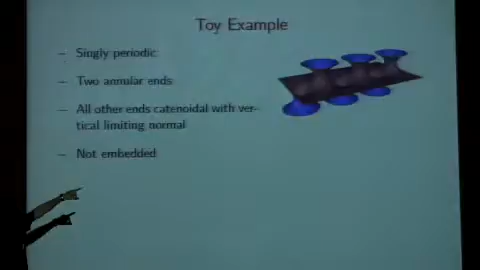 Toy Example
– Singly periodic
– Two annular ends
– All other ends catenoidal with ver-
tical limiting normal
– Not embedded